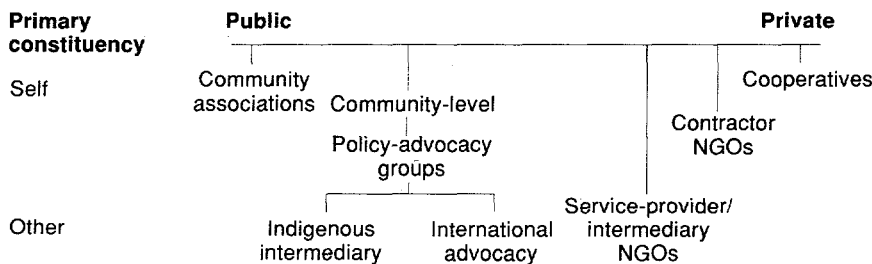 Primary constituency
Public
Private
Self
Community associations
Community-level
Policy-advocacy groups
Cooperatives
Contractor NGOs
Other
Indigenous intermediary
International advocacy
Service-provider/ intermediary NGOs